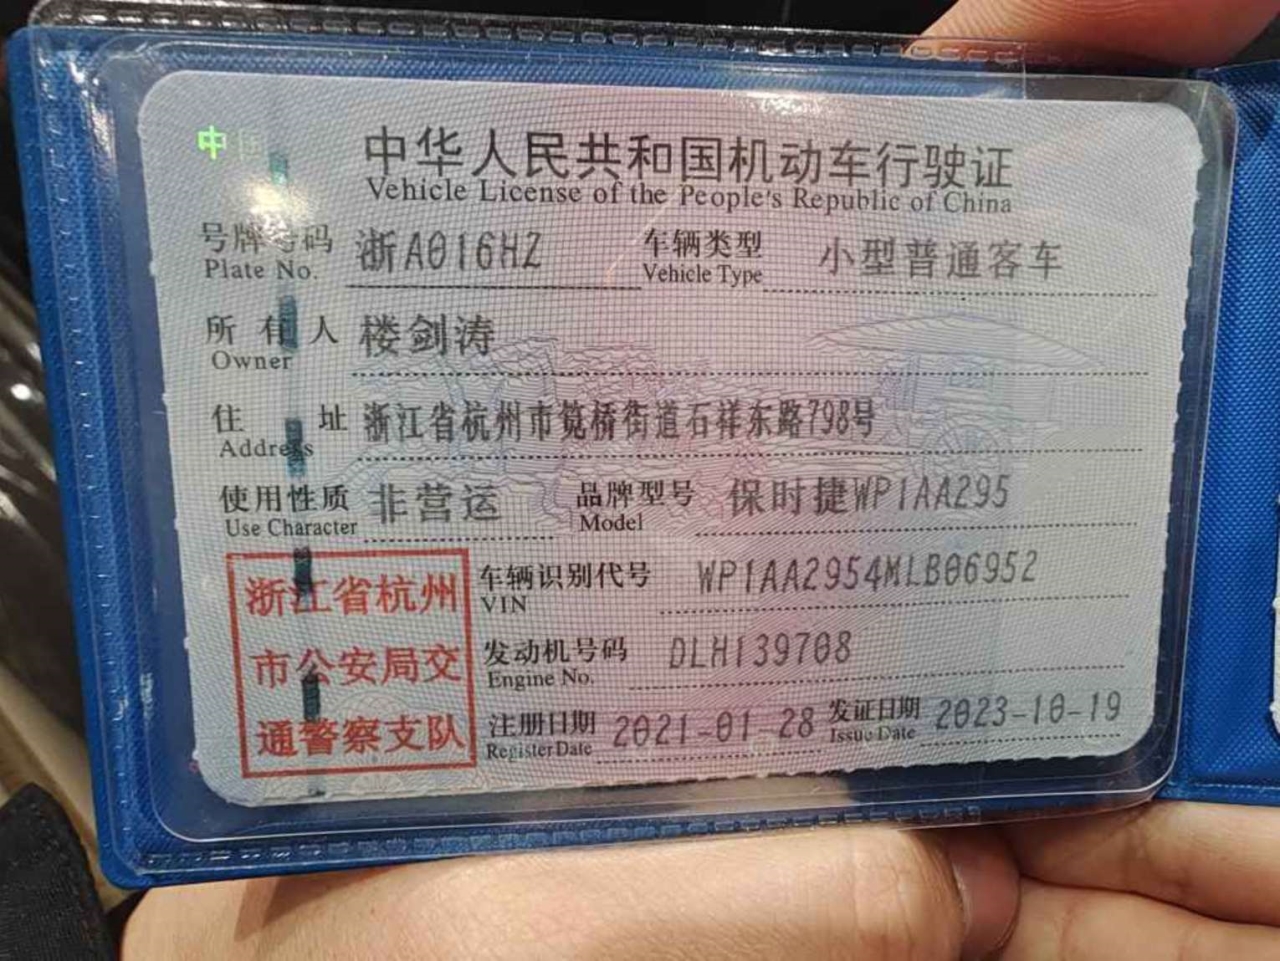 中华人民共和国机动车行驶证
Vehicle License of the People's Republic of China
号牌号码 浙A016HZ 车辆类型 小型普通客车
Plate No. Vehicle Type
所有人 楼剑涛
Owner
住址 浙江省杭州市笕桥街道石祥东路798号
Address
使用性质 非营运 品牌型号 保时捷WP1AA295
Use Character Model
浙江省杭州
市公安局交
通警察支队
车辆识别代号 WP1AA2954MLB06952
VIN
发动机号码 DLH139708
Engine No.
注册日期 2021-01-28 发证日期 2023-10-19
Register Date Issue Date